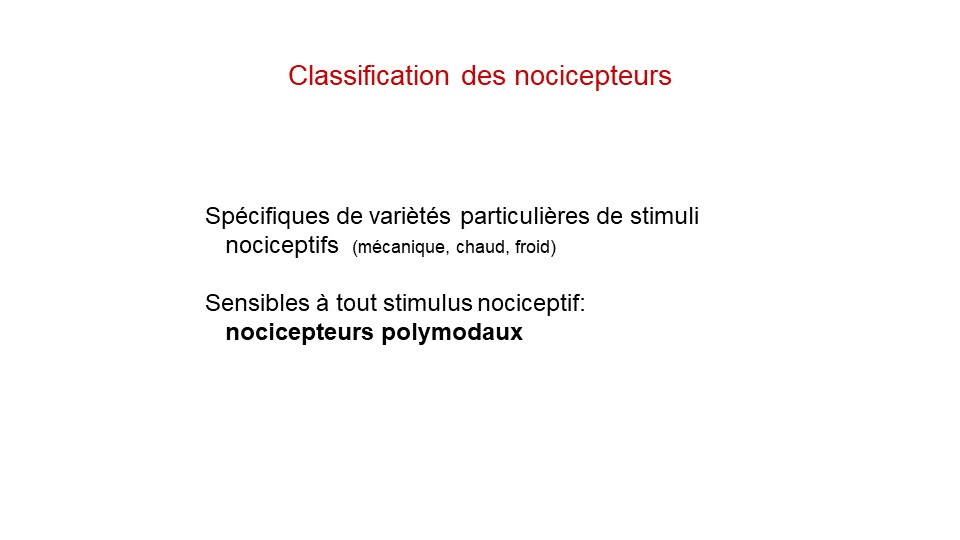 Classification des nocicepteurs
Spécifiques de variètés particulières de stimuli
nociceptifs (mécanique, chaud, froid)
Sensibles à tout stimulus nociceptif:
nocicepteurs polymodaux